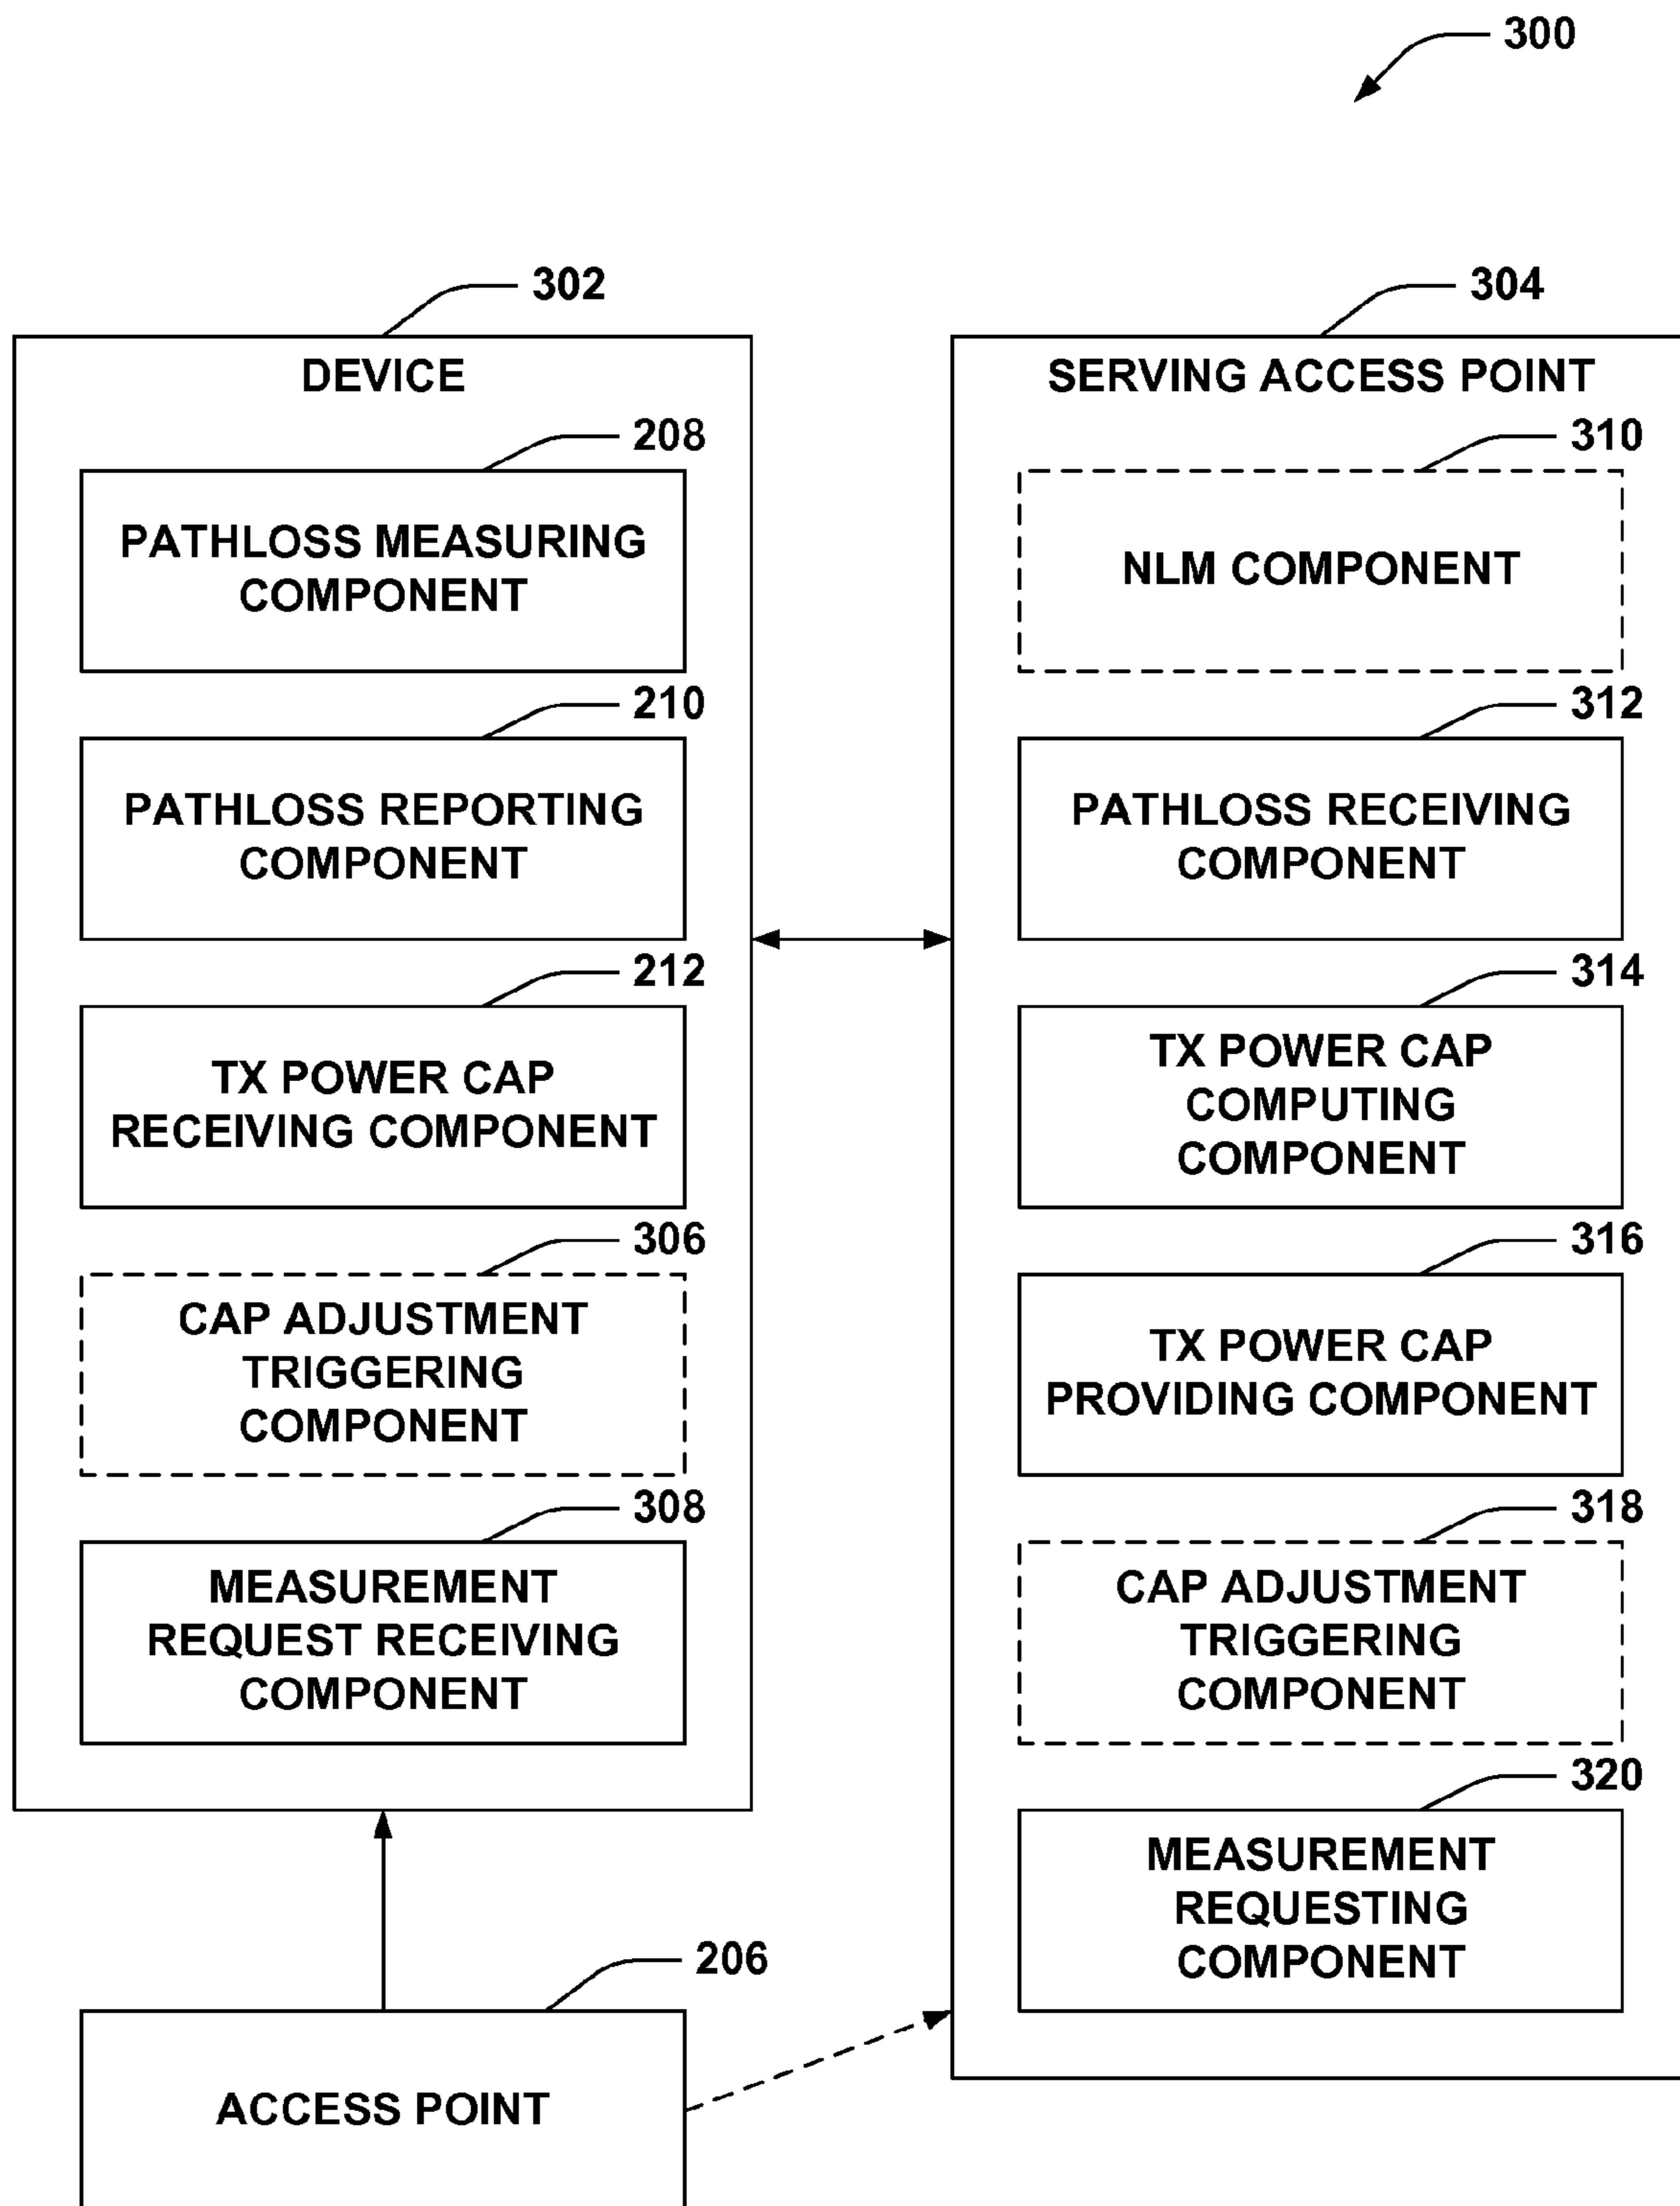 300
302
DEVICE
208
PATHLOSS MEASURING
COMPONENT
210
PATHLOSS REPORTING
COMPONENT
212
TX POWER CAP
RECEIVING COMPONENT
306
CAP ADJUSTMENT
TRIGGERING
COMPONENT
308
MEASUREMENT
REQUEST RECEIVING
COMPONENT
304
SERVING ACCESS POINT
310
NLM COMPONENT
312
PATHLOSS RECEIVING
COMPONENT
314
TX POWER CAP
COMPUTING
COMPONENT
316
TX POWER CAP
PROVIDING COMPONENT
318
CAP ADJUSTMENT
TRIGGERING
COMPONENT
320
MEASUREMENT
REQUESTING
COMPONENT
206
ACCESS POINT